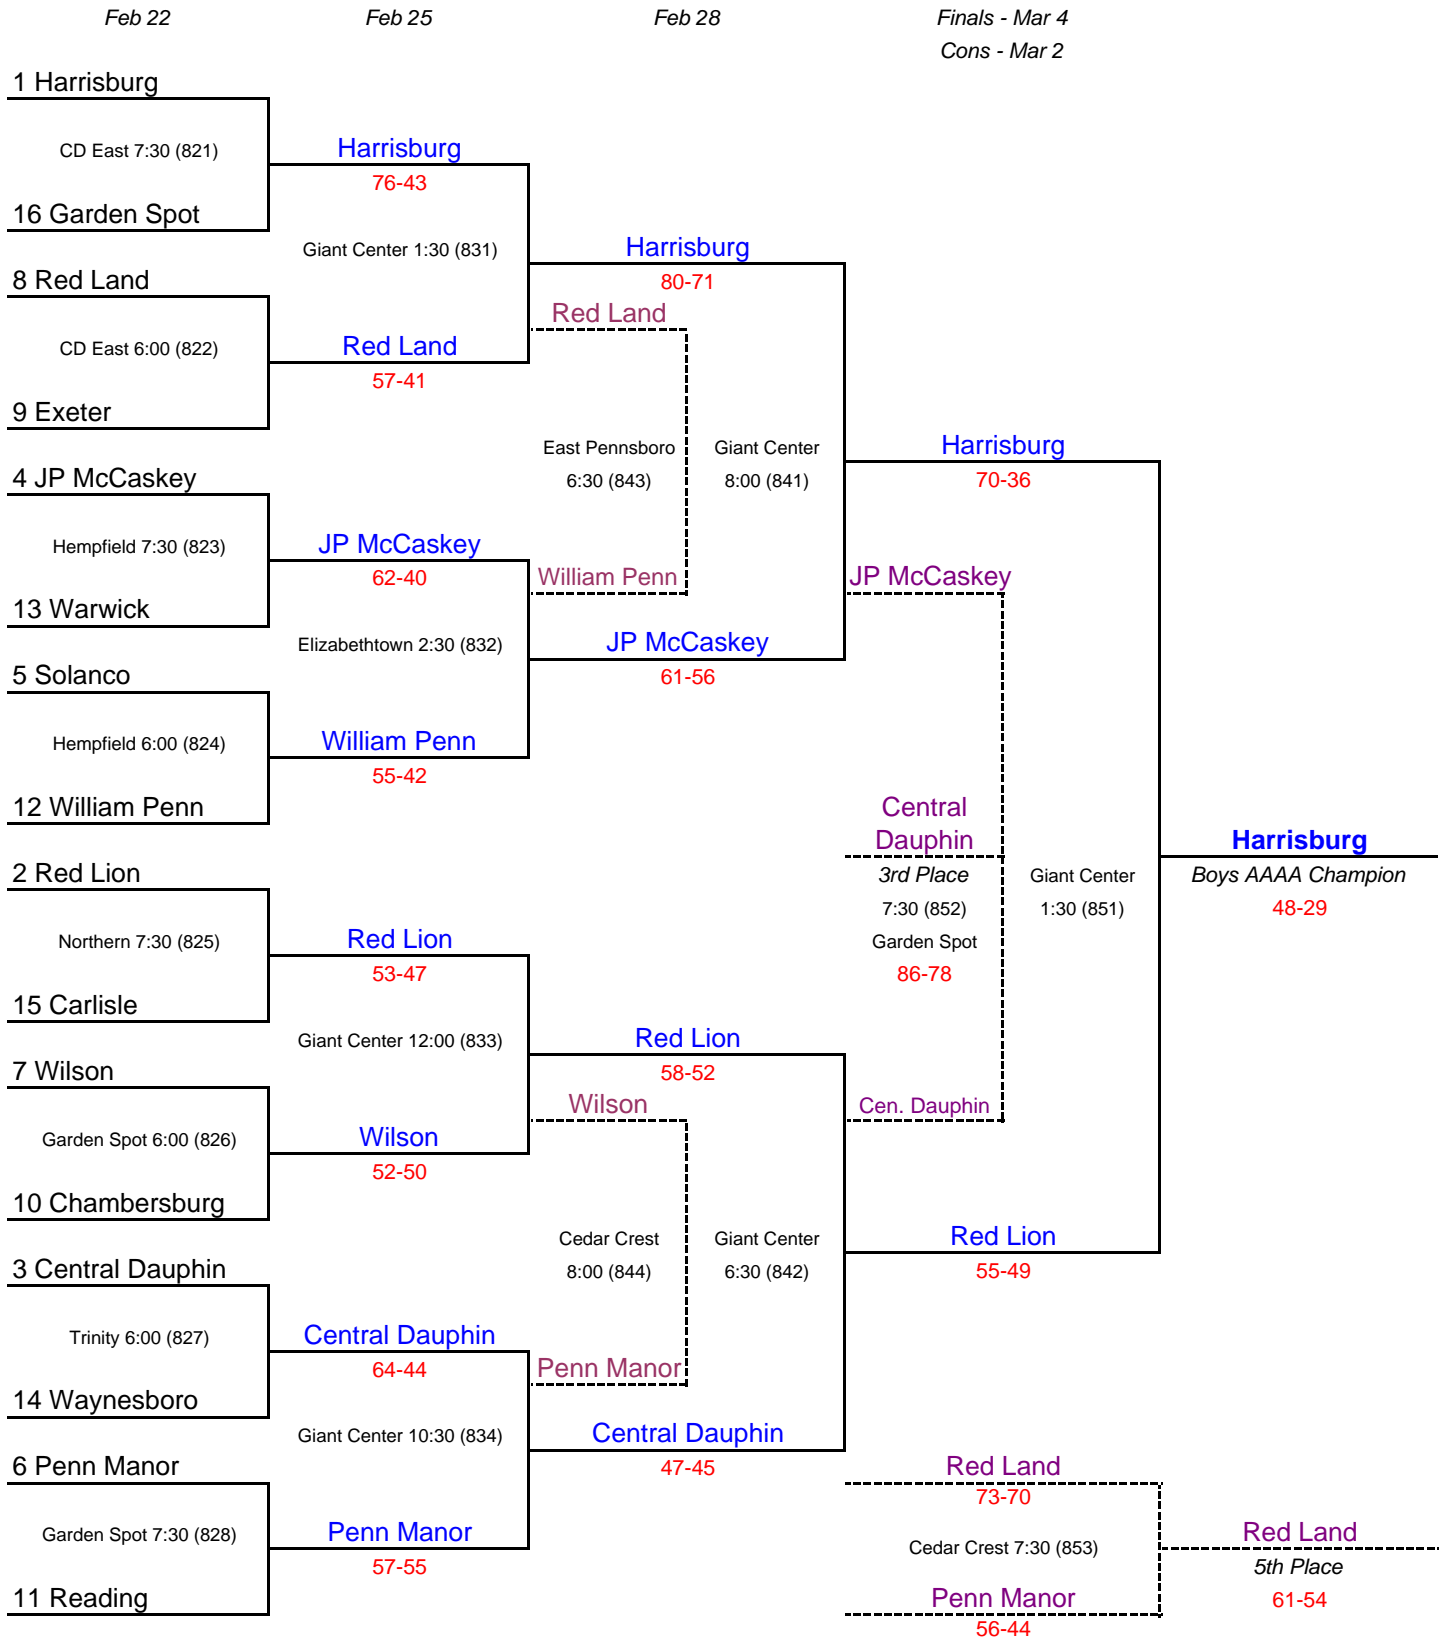 Feb 22
Feb 25
Feb 28
Finals - Mar 4
Cons - Mar 2
1 Harrisburg
CD East 7:30 (821)
16 Garden Spot
8 Red Land
CD East 6:00 (822)
9 Exeter
4 JP McCaskey
Hempfield 7:30 (823)
13 Warwick
5 Solanco
Hempfield 6:00 (824)
12 William Penn
2 Red Lion
Northern 7:30 (825)
15 Carlisle
7 Wilson
Garden Spot 6:00 (826)
10 Chambersburg
3 Central Dauphin
Trinity 6:00 (827)
14 Waynesboro
6 Penn Manor
Garden Spot 7:30 (828)
11 Reading
Harrisburg
76-43
Giant Center 1:30 (831)
Red Land
57-41
JP McCaskey
62-40
Elizabethtown 2:30 (832)
William Penn
55-42
Red Lion
53-47
Giant Center 12:00 (833)
Wilson
52-50
Central Dauphin
64-44
Giant Center 10:30 (834)
Penn Manor
57-55
Harrisburg
80-71
Red Land
East Pennsboro
6:30 (843)
William Penn
Giant Center
8:00 (841)
JP McCaskey
61-56
Red Lion
58-52
Wilson
Cedar Crest
8:00 (844)
Penn Manor
Giant Center
6:30 (842)
Central Dauphin
47-45
Harrisburg
70-36
JP McCaskey
Central
Dauphin
3rd Place
7:30 (852)
Garden Spot
86-78
Cen. Dauphin
Giant Center
1:30 (851)
Red Lion
55-49
Harrisburg
Boys AAAA Champion
48-29
Red Land
73-70
Cedar Crest 7:30 (853)
Penn Manor
56-44
Red Land
5th Place
61-54